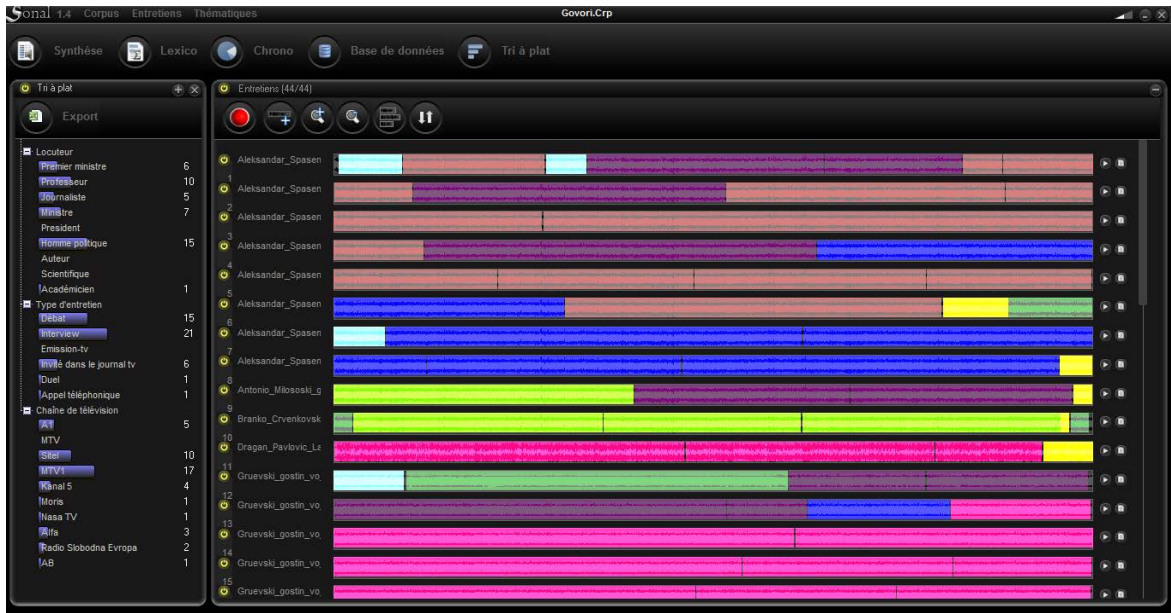 Sonal 1.4 Corpus Entretiens Thématiques Govori.Crp
Synthèse Lexico Chrono Base de données Tri à plat
Tri à plat
Export
Locuteur
Premier ministre 6
Professeur 10
Journaliste 5
Ministre 7
President
Homme politique 15
Auteur
Scientifique
Académicien 1
Type d'entretien
Débat 15
Interview 21
Emission-tv
Invité dans le journal tv 6
Duel 1
Appel téléphonique 1
Chaîne de télévision
A1 5
MTV
Sitel 10
MTV1 17
Kanal 5 4
Moris 1
Nasa TV 1
Alfa 3
Radio Slobodna Evropa 2
AB 1
Entretiens (44/44)
Aleksandar_Spasen
1
Aleksandar_Spasen
2
Aleksandar_Spasen
3
Aleksandar_Spasen
4
Aleksandar_Spasen
5
Aleksandar_Spasen
6
Aleksandar_Spasen
7
Aleksandar_Spasen
8
Antonio_Milososki_g
9
Branko_Crvenkovsk
10
Dragan_Pavlovic_La
11
Gruevski_gostin_vo_
12
Gruevski_gostin_vo_
13
Gruevski_gostin_vo_
14
Gruevski_gostin_vo_
15
Gruevski_gostin_vo_